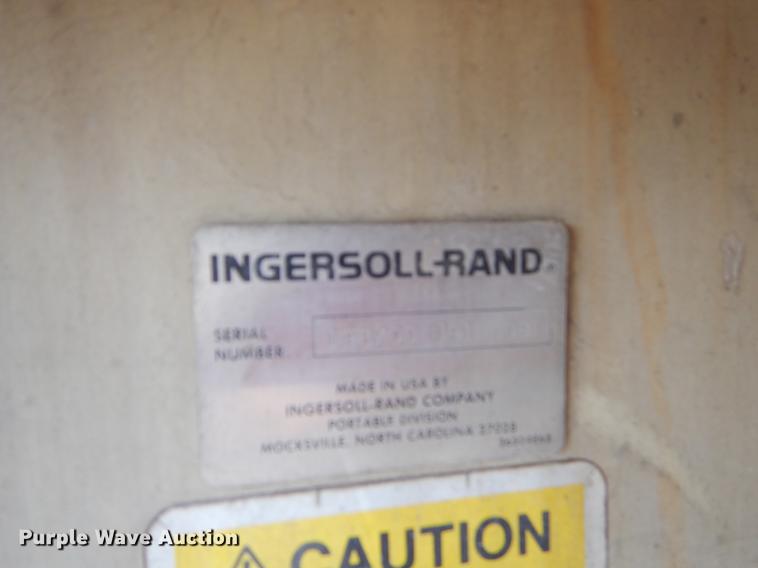 INGERSOLL-RAND
SERIAL
NUMBER
MADE IN USA BY
INGERSOLL-RAND COMPANY
PORTABLE DIVISION
MOCKSVILLE, NORTH CAROLINA 27028
CAUTION
Purple Wave Auction